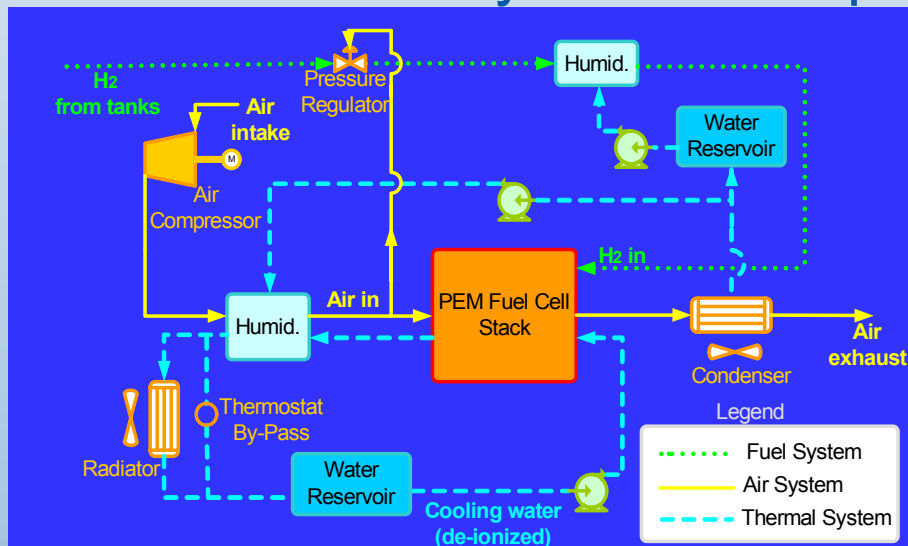 H2
from tanks
Pressure
Regulator
Humid.
Air
intake
M
Air
Compressor
Water
Reservoir
H2 in
Air in
Humid.
PEM Fuel Cell
Stack
Air
exhaust
Condenser
Thermostat
By-Pass
Radiator
Water
Reservoir
Cooling water
(de-ionized)
Legend
Fuel System
Air System
Thermal System